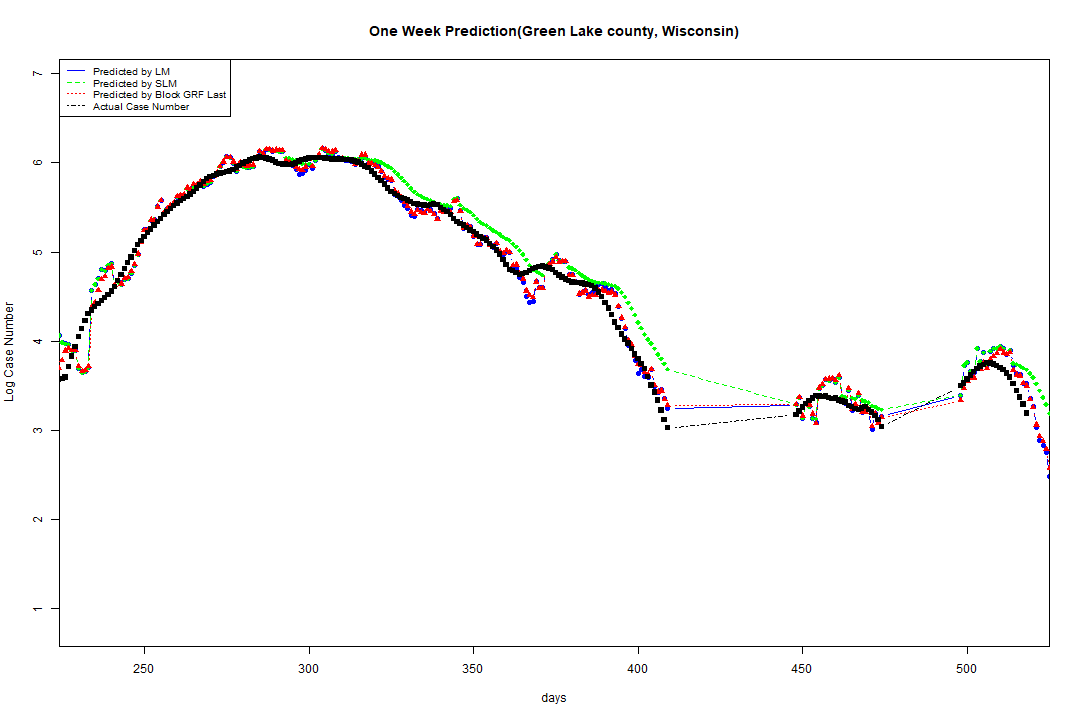 One Week Prediction(Green Lake county, Wisconsin)
Predicted by LM
Predicted by SLM
Predicted by Block GRF Last
Actual Case Number
7
6
5
4
3
2
1
Log Case Number
250 300 350 400 450 500
days